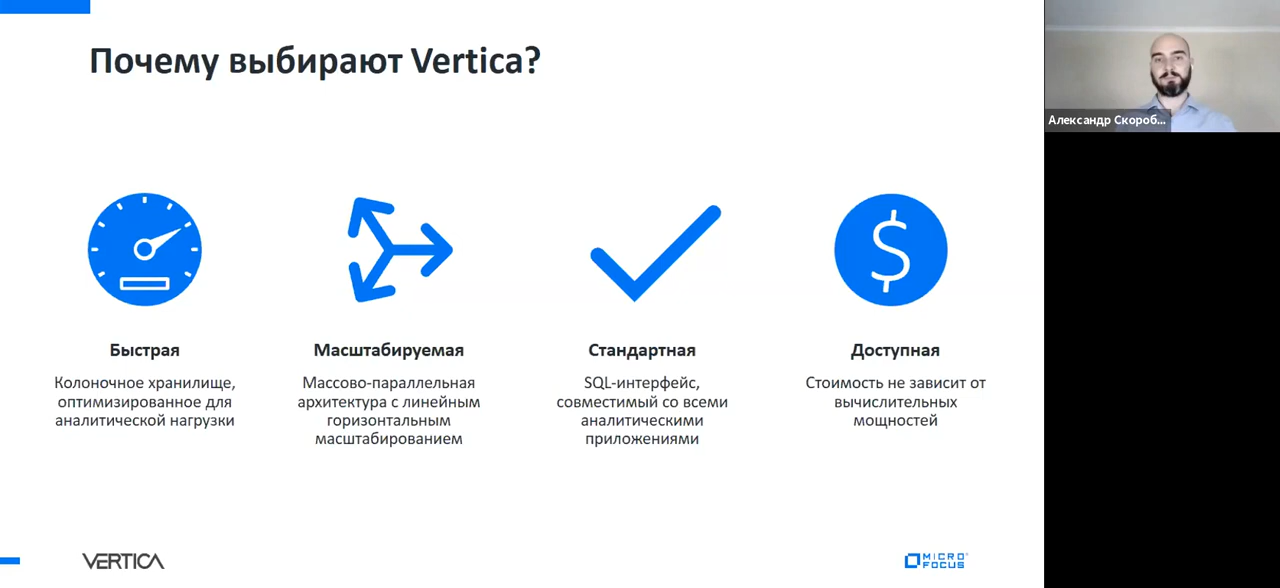 Почему выбирают Vertica?
Александр Скороб...
Быстрая
Колоночное хранилище,
оптимизированное для
аналитической нагрузки
Масштабируемая
Массово-параллельная
архитектура с линейным
горизонтальным
масштабированием
Стандартная
SQL-интерфейс,
совместимый со всеми
аналитическими
приложениями
$
Доступная
Стоимость не зависит от
вычислительных
мощностей
VERTICA
MICRO
FOCUS